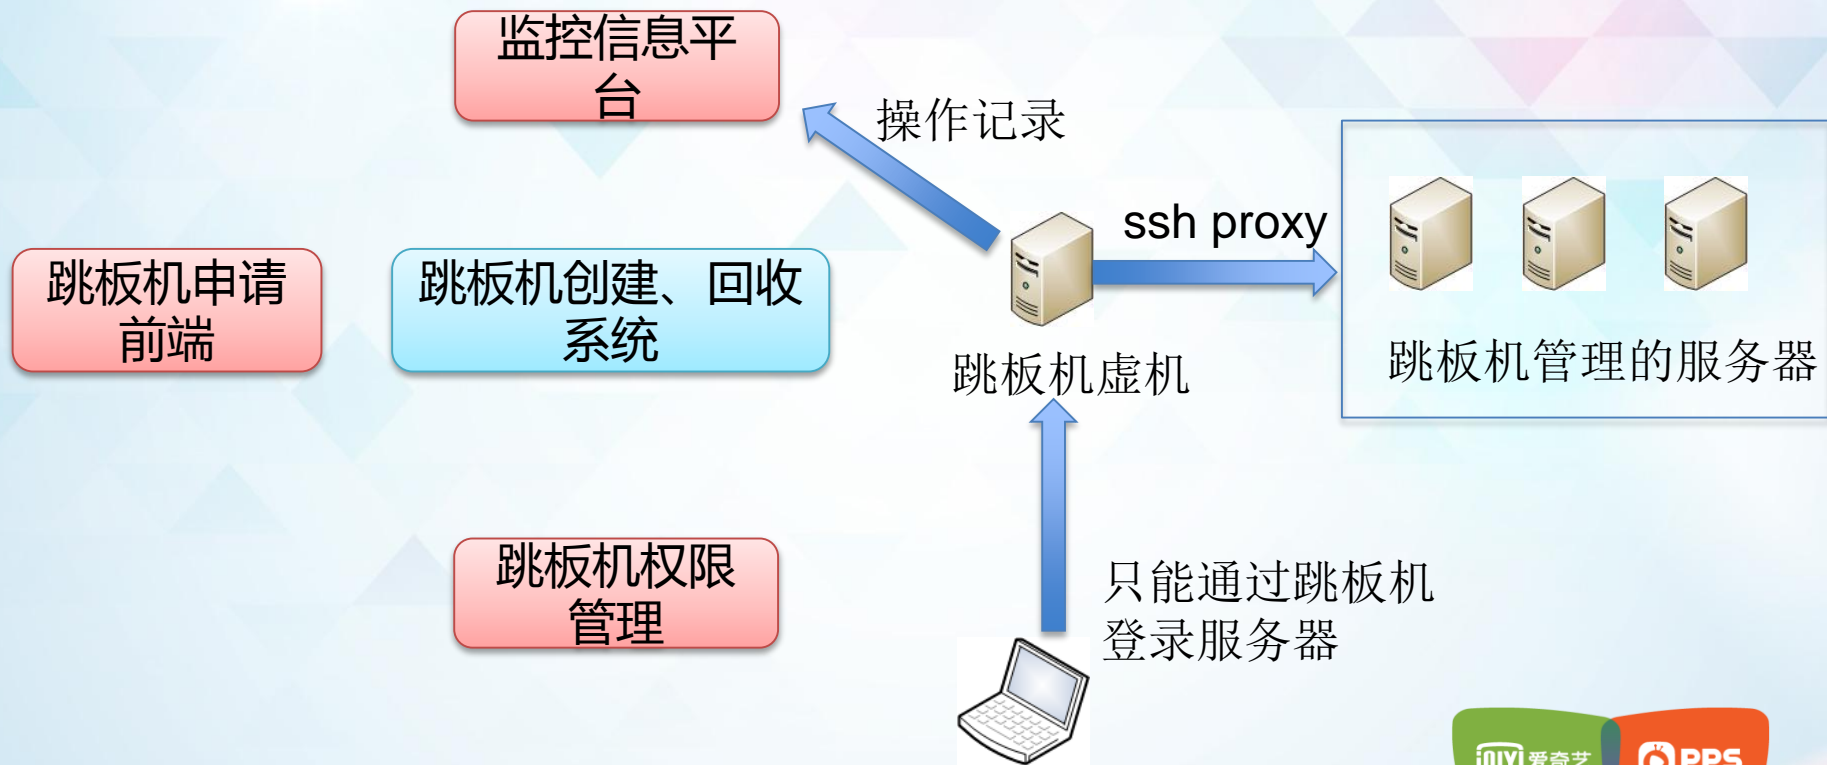 监控信息平
台
操作记录
ssh proxy
跳板机申请
前端
跳板机创建、回收
系统
跳板机虚机
跳板机管理的服务器
跳板机权限
管理
只能通过跳板机
登录服务器
iQIYI 爱奇艺
PPS